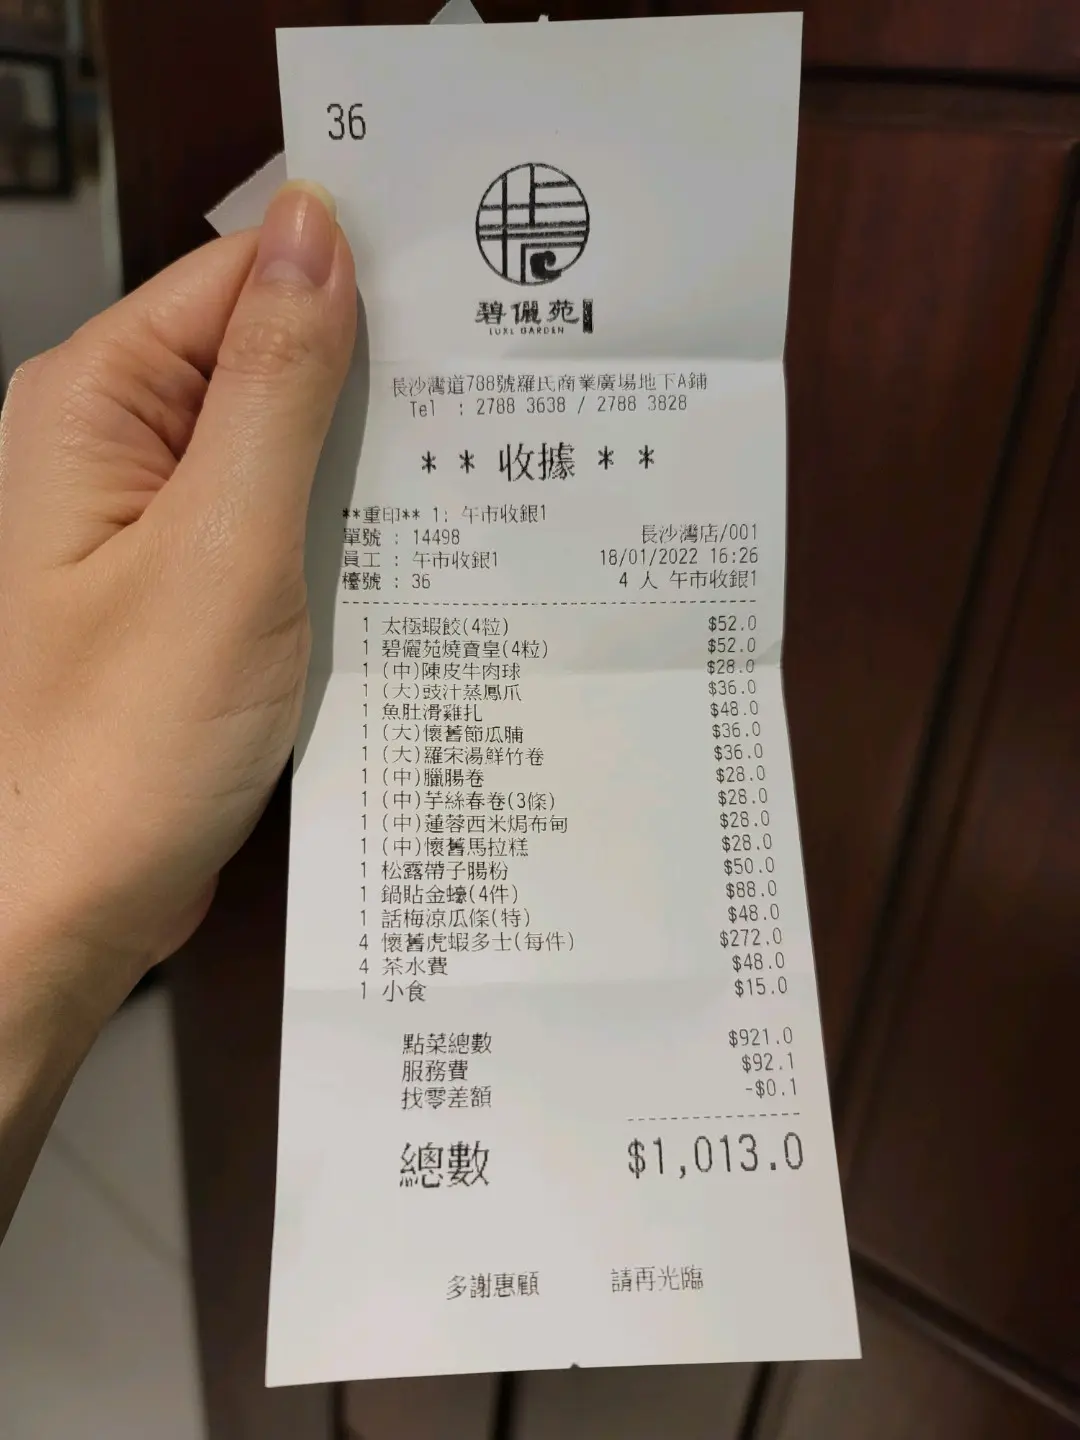 36
碧儷苑
LUXE GARDEN
長沙灣道788號羅氏商業廣場地下A鋪
Tel : 2788 3638 / 2788 3828
* * 收據 * *
**重印** 1: 午市收銀1
單號 : 14498 長沙灣店/001
員工 : 午市收銀1 18/01/2022 16:26
檯號 : 36 4 人 午市收銀1
1 太極蝦餃(4粒) $52.0
1 碧儷苑燒賣皇(4粒) $52.0
1 (中)陳皮牛肉球 $28.0
1 (大)豉汁蒸鳳爪 $36.0
1 魚肚滑雞扎 $48.0
1 (大)懷舊節瓜脯 $36.0
1 (大)羅宋湯鮮竹卷 $36.0
1 (中)臘腸卷 $28.0
1 (中)芋絲春卷(3條) $28.0
1 (中)蓮蓉西米焗布甸 $28.0
1 (中)懷舊馬拉糕 $28.0
1 松露帶子腸粉 $50.0
1 鍋貼金蠔(4件) $88.0
1 話梅涼瓜條(特) $48.0
4 懷舊虎蝦多士(每件) $272.0
4 茶水費 $48.0
1 小食 $15.0
點菜總數 $921.0
服務費 $92.1
找零差額 -$0.1
總數 $1,013.0
多謝惠顧 請再光臨